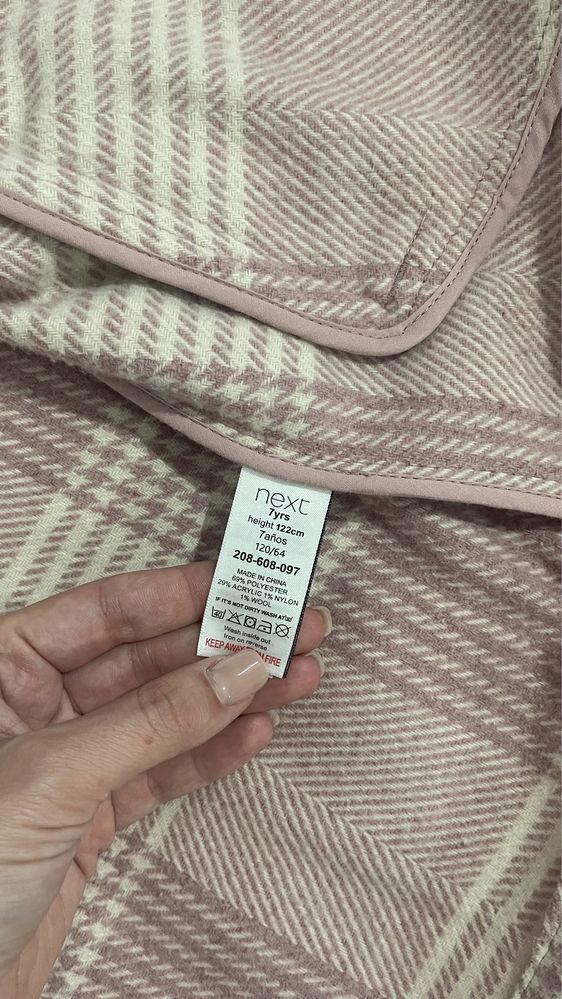 next
7yrs
height 122cm
7años
120/64
208-608-097
MADE IN CHINA
69% POLYESTER
29% ACRYLIC 1% NYLON
1% WOOL
IF IT'S NOT DIRTY WASH AT
40
Wash inside out
Iron on reverse
KEEP AWAY FIRE